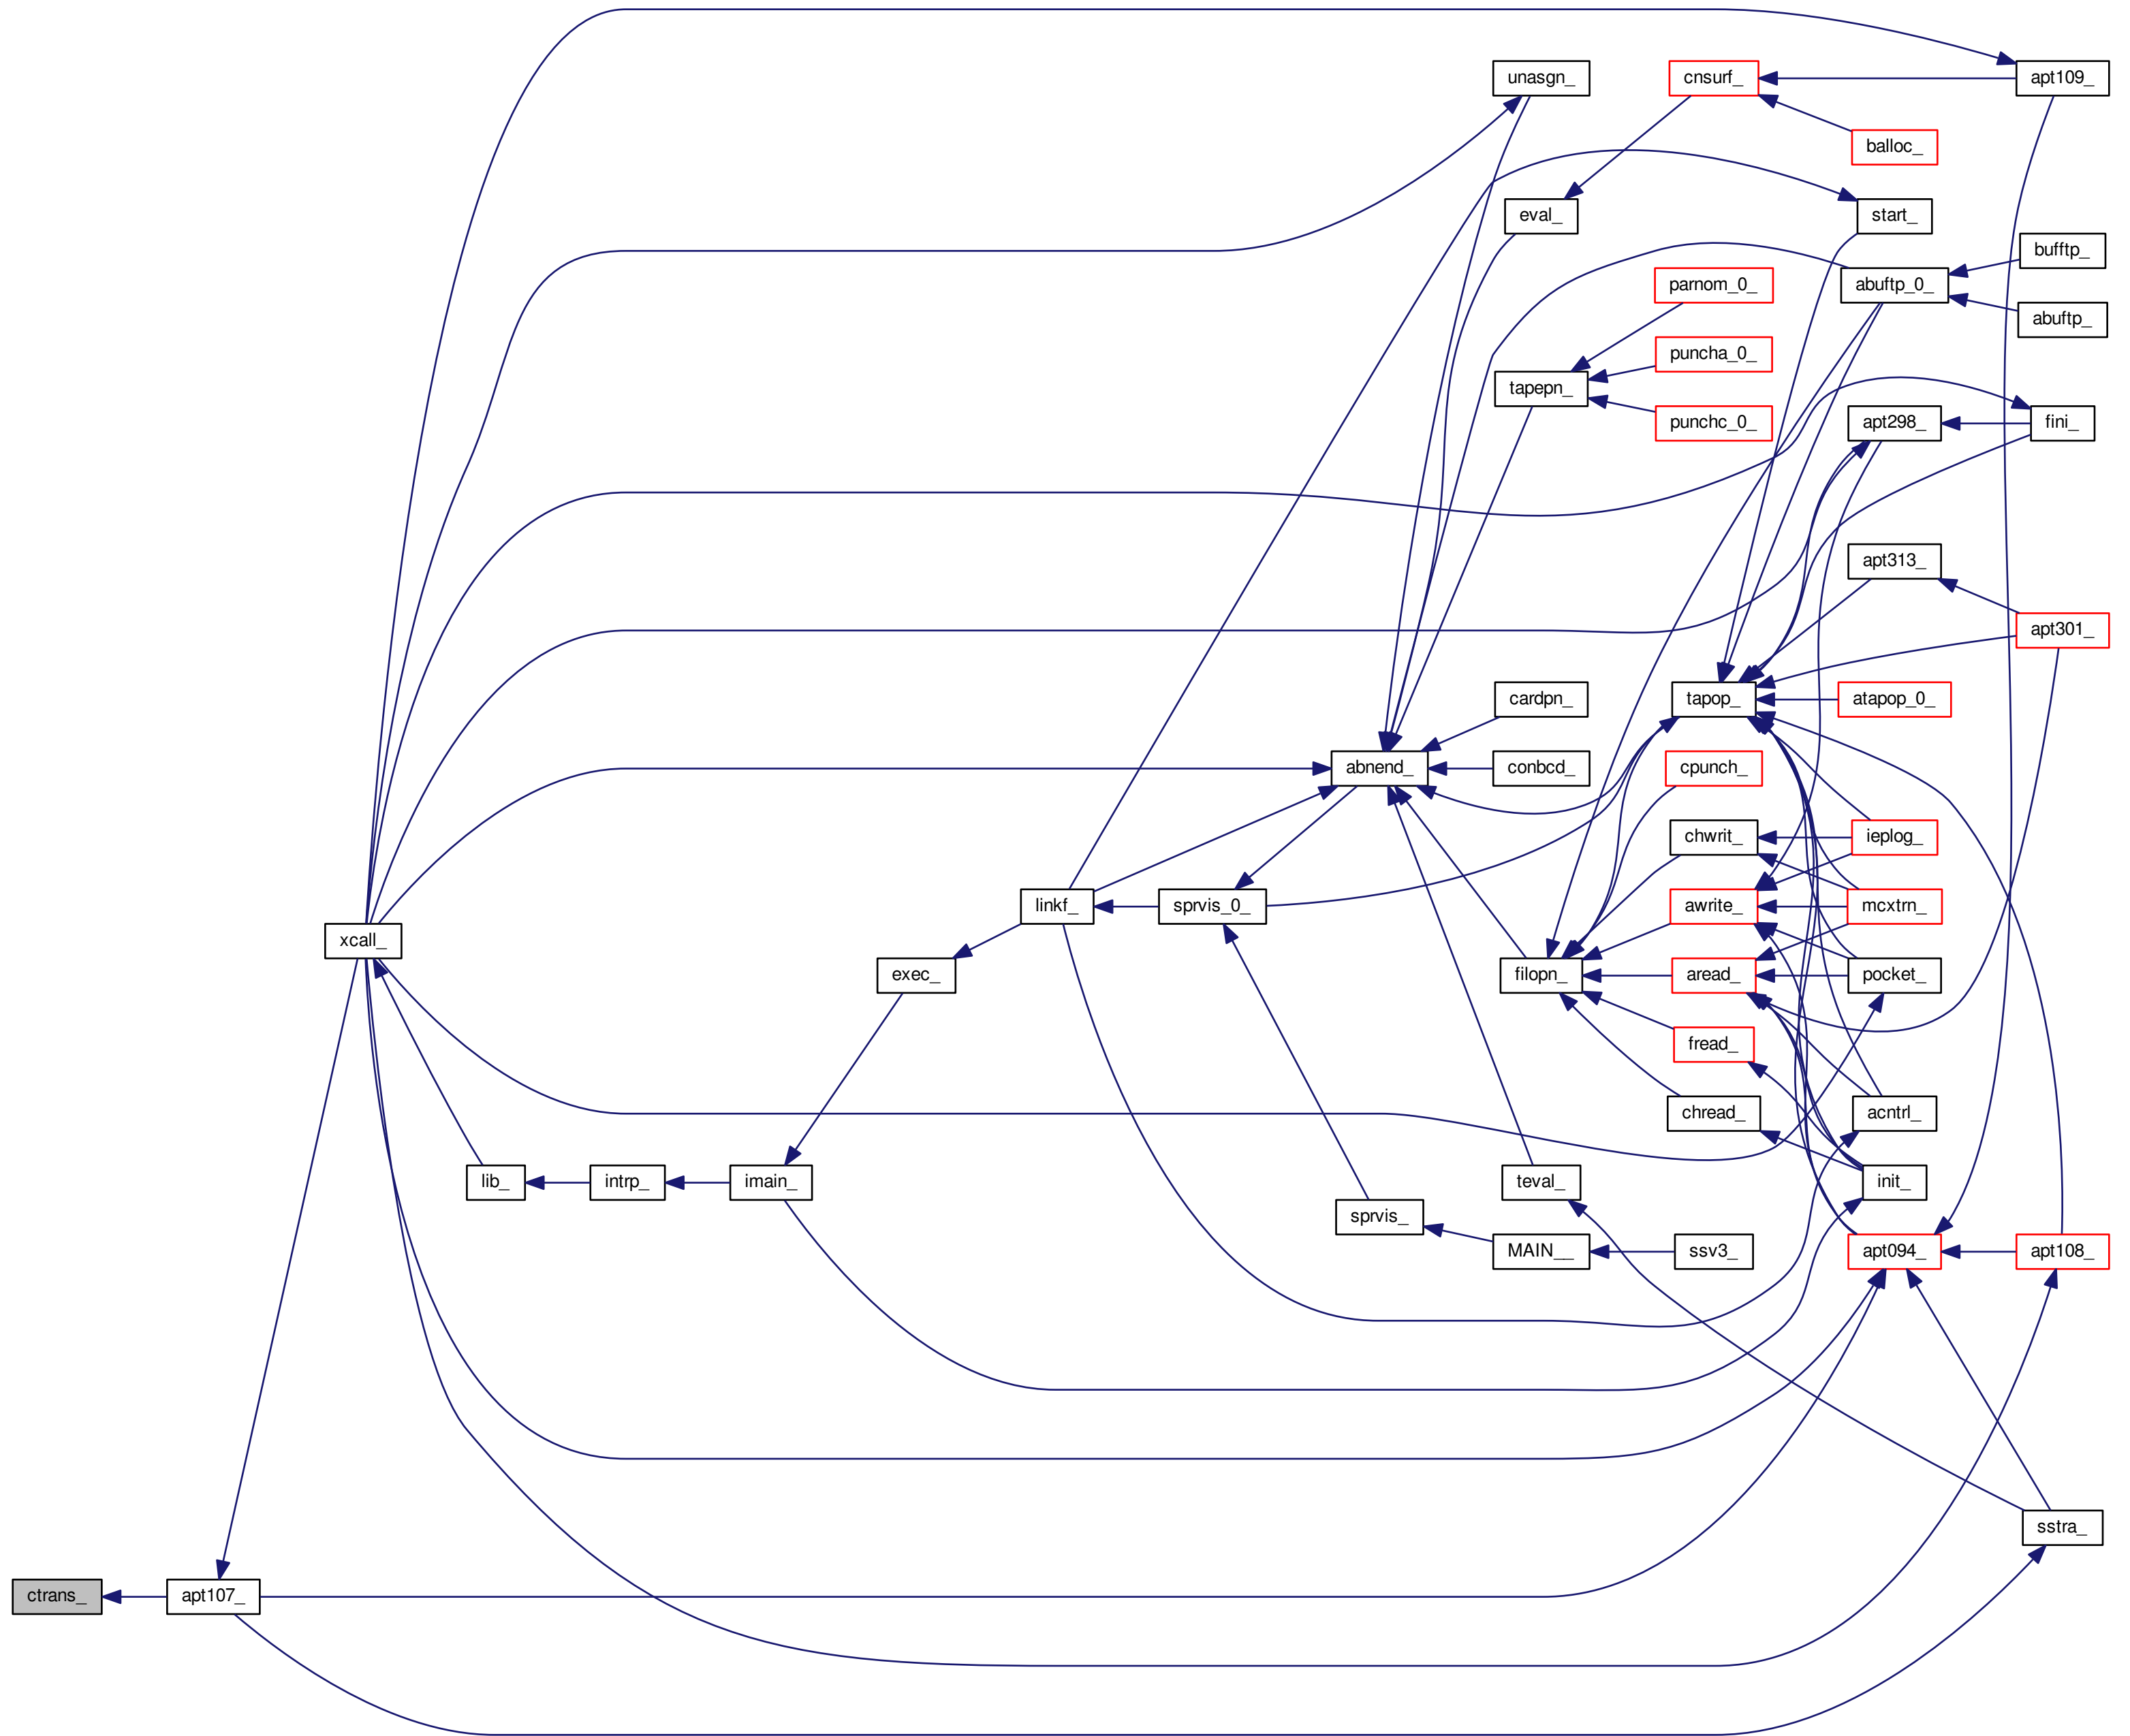 unasgn_
cnsurf_
apt109_
balloc_
eval_
start_
bufftp_
parnom_0_
abuftp_0_
abuftp_
puncha_0_
tapepn_
punchc_0_
apt298_
fini_
apt313_
apt301_
cardpn_
tapop_
atapop_0_
abnend_
conbcd_
cpunch_
chwrit_
ieplog_
linkf_
sprvis_0_
awrite_
mcxtrn_
xcall_
exec_
filopn_
aread_
pocket_
fread_
chread_
acntrl_
lib_
intrp_
imain_
teval_
init_
sprvis_
MAIN__
ssv3_
apt094_
apt108_
sstra_
ctrans_
apt107_